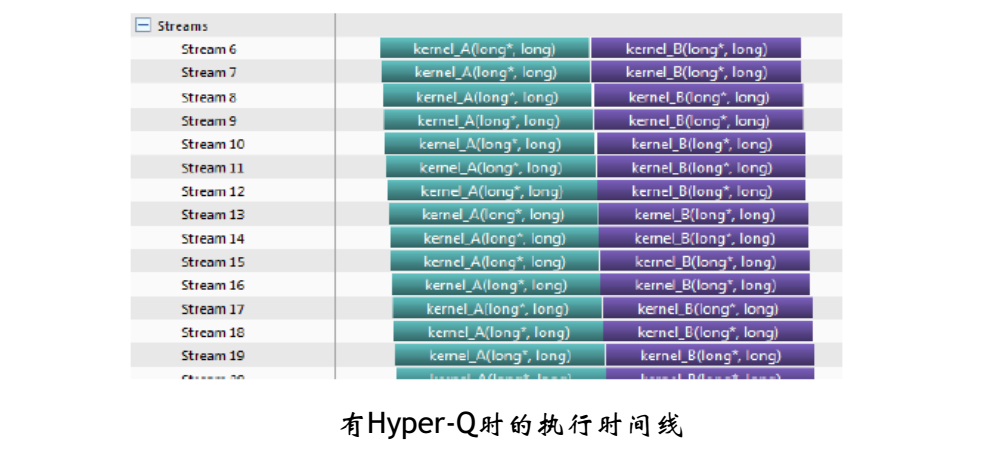 Streams
Stream 6 kernel_A(long*, long) kernel_B(long*, long)
Stream 7 kernel_A(long*, long) kernel_B(long*, long)
Stream 8 kernel_A(long*, long) kernel_B(long*, long)
Stream 9 kernel_A(long*, long) kernel_B(long*, long)
Stream 10 kernel_A(long*, long) kernel_B(long*, long)
Stream 11 kernel_A(long*, long) kernel_B(long*, long)
Stream 12 kernel_A(long*, long) kernel_B(long*, long)
Stream 13 kernel_A(long*, long) kernel_B(long*, long)
Stream 14 kernel_A(long*, long) kernel_B(long*, long)
Stream 15 kernel_A(long*, long) kernel_B(long*, long)
Stream 16 kernel_A(long*, long) kernel_B(long*, long)
Stream 17 kernel_A(long*, long) kernel_B(long*, long)
Stream 18 kernel_A(long*, long) kernel_B(long*, long)
Stream 19 kernel_A(long*, long) kernel_B(long*, long)
有Hyper-Q时的执行时间线